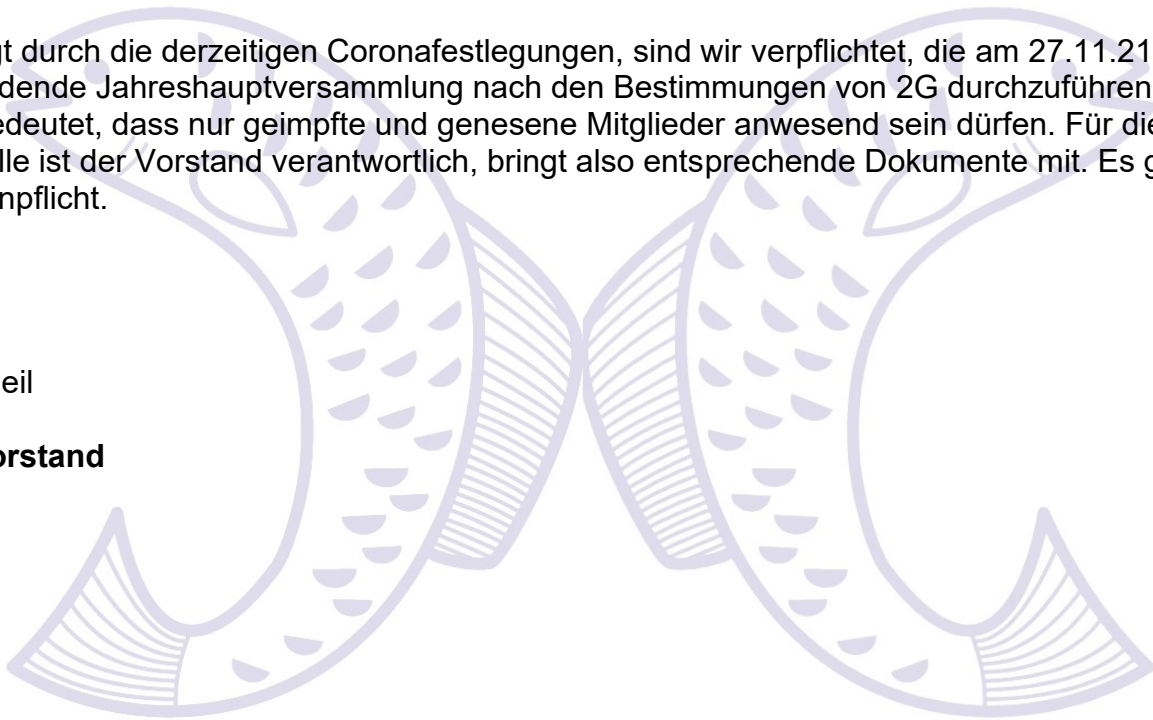 gt durch die derzeitigen Coronafestlegungen, sind wir verpflichtet, die am 27.11.21
dende Jahreshauptversammlung nach den Bestimmungen von 2G durchzuführen
edeutet, dass nur geimpfte und genesene Mitglieder anwesend sein dürfen. Für die
lle ist der Vorstand verantwortlich, bringt also entsprechende Dokumente mit. Es g
npflicht.
eil
orstand